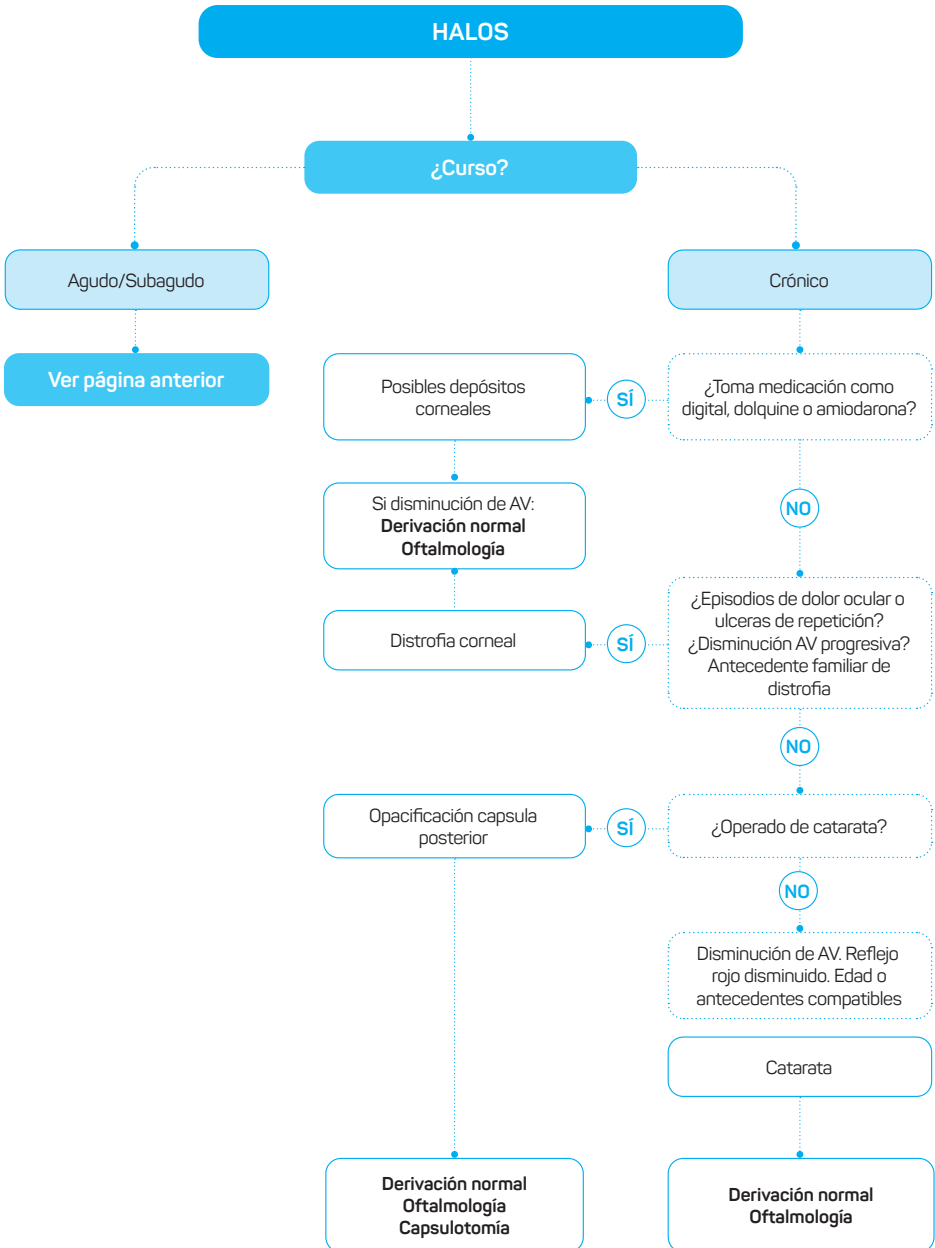 HALOS
¿Curso?
Agudo/Subagudo
Crónico
Ver página anterior
Posibles depósitos
corneales
SÍ
¿Toma medicación como
digital, dolquine o amiodarona?
Si disminución de AV:
Derivación normal
Oftalmología
NO
Distrofia corneal
SÍ
¿Episodios de dolor ocular o
ulceras de repetición?
¿Disminución AV progresiva?
Antecedente familiar de
distrofia
NO
Opacificación capsula
posterior
SÍ
¿Operado de catarata?
NO
Disminución de AV. Reflejo
rojo disminuido. Edad o
antecedentes compatibles
Catarata
Derivación normal
Oftalmología
Capsulotomía
Derivación normal
Oftalmología